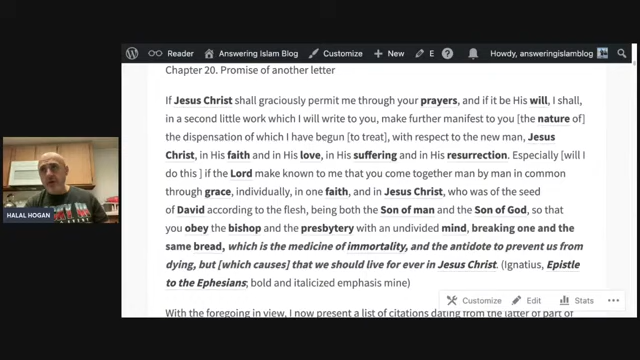 Reader Answering Islam Blog Customize New E Howdy, answeringislamblog
Chapter 20. Promise of another letter
If Jesus Christ shall graciously permit me through your prayers, and if it be His will, I shall,
in a second little work which I will write to you, make further manifest to you [the nature of]
the dispensation of which I have begun [to treat], with respect to the new man, Jesus
Christ, in His faith and in His love, in His suffering and in His resurrection. Especially [will I
do this ] if the Lord make known to me that you come together man by man in common
through grace, individually, in one faith, and in Jesus Christ, who was of the seed
of David according to the flesh, being both the Son of man and the Son of God, so that
you obey the bishop and the presbytery with an undivided mind, breaking one and the
same bread, which is the medicine of immortality, and the antidote to prevent us from
dying, but [which causes] that we should live for ever in Jesus Christ. (Ignatius, Epistle
to the Ephesians; bold and italicized emphasis mine)
Customize Edit Stats
With the foregoing in view, I now present a list of citations dating from the latter of part of
HALAL HOGAN